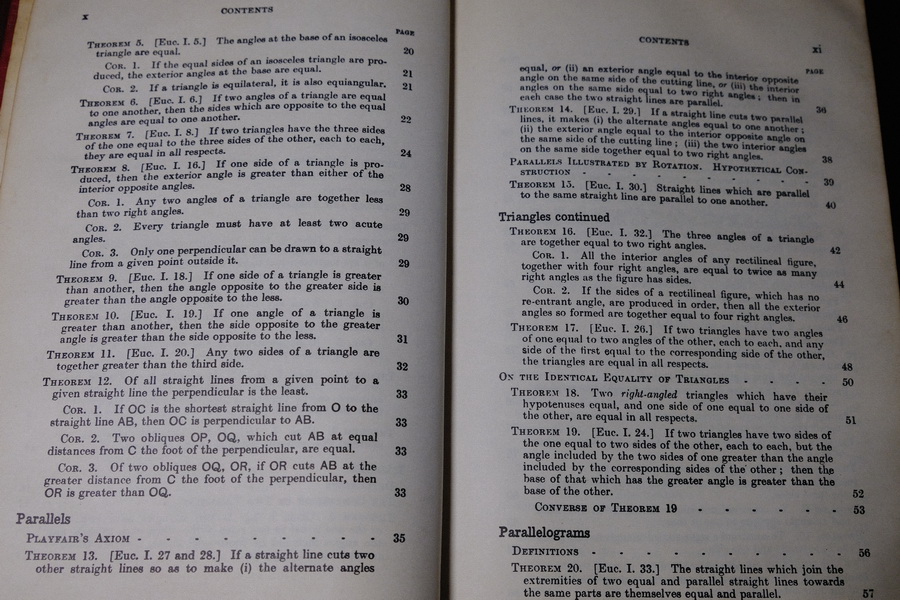 x
CONTENTS
PAGE
THEOREM 5. [Euc. I. 5.] The angles at the base of an isosceles
triangle are equal. 20
COR. 1. If the equal sides of an isosceles triangle are pro-
duced, the exterior angles at the base are equal. 21
COR. 2. If a triangle is equilateral, it is also equiangular. 21
THEOREM 6. [Euc. I. 6.] If two angles of a triangle are equal
to one another, then the sides which are opposite to the equal
angles are equal to one another. 22
THEOREM 7. [Euc. I. 8.] If two triangles have the three sides
of the one equal to the three sides of the other, each to each,
they are equal in all respects. 24
THEOREM 8. [Euc. I. 16.] If one side of a triangle is pro-
duced, then the exterior angle is greater than either of the
interior opposite angles. 28
COR. 1. Any two angles of a triangle are together less
than two right angles. 29
COR. 2. Every triangle must have at least two acute
angles. 29
COR. 3. Only one perpendicular can be drawn to a straight
line from a given point outside it. 29
THEOREM 9. [Euc. I. 18.] If one side of a triangle is greater
than another, then the angle opposite to the greater side is
greater than the angle opposite to the less. 30
THEOREM 10. [Euc. I. 19.] If one angle of a triangle is
greater than another, then the side opposite to the greater
angle is greater than the side opposite to the less. 31
THEOREM 11. [Euc. I. 20.] Any two sides of a triangle are
together greater than the third side. 32
THEOREM 12. Of all straight lines from a given point to a
given straight line the perpendicular is the least. 33
COR. 1. If OC is the shortest straight line from O to the
straight line AB, then OC is perpendicular to AB. 33
COR. 2. Two obliques OP, OQ, which cut AB at equal
distances from C the foot of the perpendicular, are equal. 33
COR. 3. Of two obliques OQ, OR, if OR cuts AB at the
greater distance from C the foot of the perpendicular, then
OR is greater than OQ. 33
Parallels
PLAYFAIR'S AXIOM - - - - - - - - - 35
THEOREM 13. [Euc. I. 27 and 28.] If a straight line cuts two
other straight lines so as to make (i) the alternate angles
CONTENTS
xi
PAGE
equal, or (ii) an exterior angle equal to the interior opposite
angle on the same side of the cutting line, or (iii) the interior
angles on the same side equal to two right angles; then in
each case the two straight lines are parallel. 36
THEOREM 14. [Euc. I. 29.] If a straight line cuts two parallel
lines, it makes (i) the alternate angles equal to one another;
(ii) the exterior angle equal to the interior opposite angle on
the same side of the cutting line; (iii) the two interior angles
on the same side together equal to two right angles. 38
PARALLELS ILLUSTRATED BY ROTATION. HYPOTHETICAL CON-
STRUCTION - - - - - - - - 39
THEOREM 15. [Euc. I. 30.] Straight lines which are parallel
to the same straight line are parallel to one another. 40
Triangles continued
THEOREM 16. [Euc. I. 32.] The three angles of a triangle
are together equal to two right angles. 42
COR. 1. All the interior angles of any rectilineal figure,
together with four right angles, are equal to twice as many
right angles as the figure has sides. 44
COR. 2. If the sides of a rectilineal figure, which has no
re-entrant angle, are produced in order, then all the exterior
angles so formed are together equal to four right angles. 46
THEOREM 17. [Euc. I. 26.] If two triangles have two angles
of one equal to two angles of the other, each to each, and any
side of the first equal to the corresponding side of the other,
the triangles are equal in all respects. 48
ON THE IDENTICAL EQUALITY OF TRIANGLES - - - - 50
THEOREM 18. Two right-angled triangles which have their
hypotenuses equal, and one side of one equal to one side of
the other, are equal in all respects. 51
THEOREM 19. [Euc. I. 24.] If two triangles have two sides of
the one equal to two sides of the other, each to each, but the
angle included by the two sides of one greater than the angle
included by the corresponding sides of the other; then the
base of that which has the greater angle is greater than the
base of the other. 52
CONVERSE OF THEOREM 19 - - - - - - 53
Parallelograms
DEFINITIONS - - - - - - - - - - 56
THEOREM 20. [Euc. I. 33.] The straight lines which join the
extremities of two equal and parallel straight lines towards
the same parts are themselves equal and parallel. 57